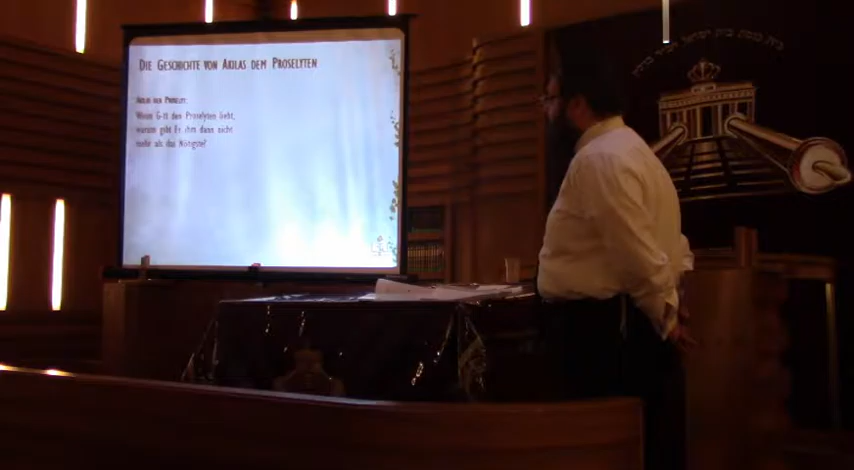 Die Geschichte von Akilas dem Proselyten
Akilas der Proselyt:
Wenn G-tt den Proselyten liebt,
warum gibt Er ihm dann nicht
mehr als das Nötigste?